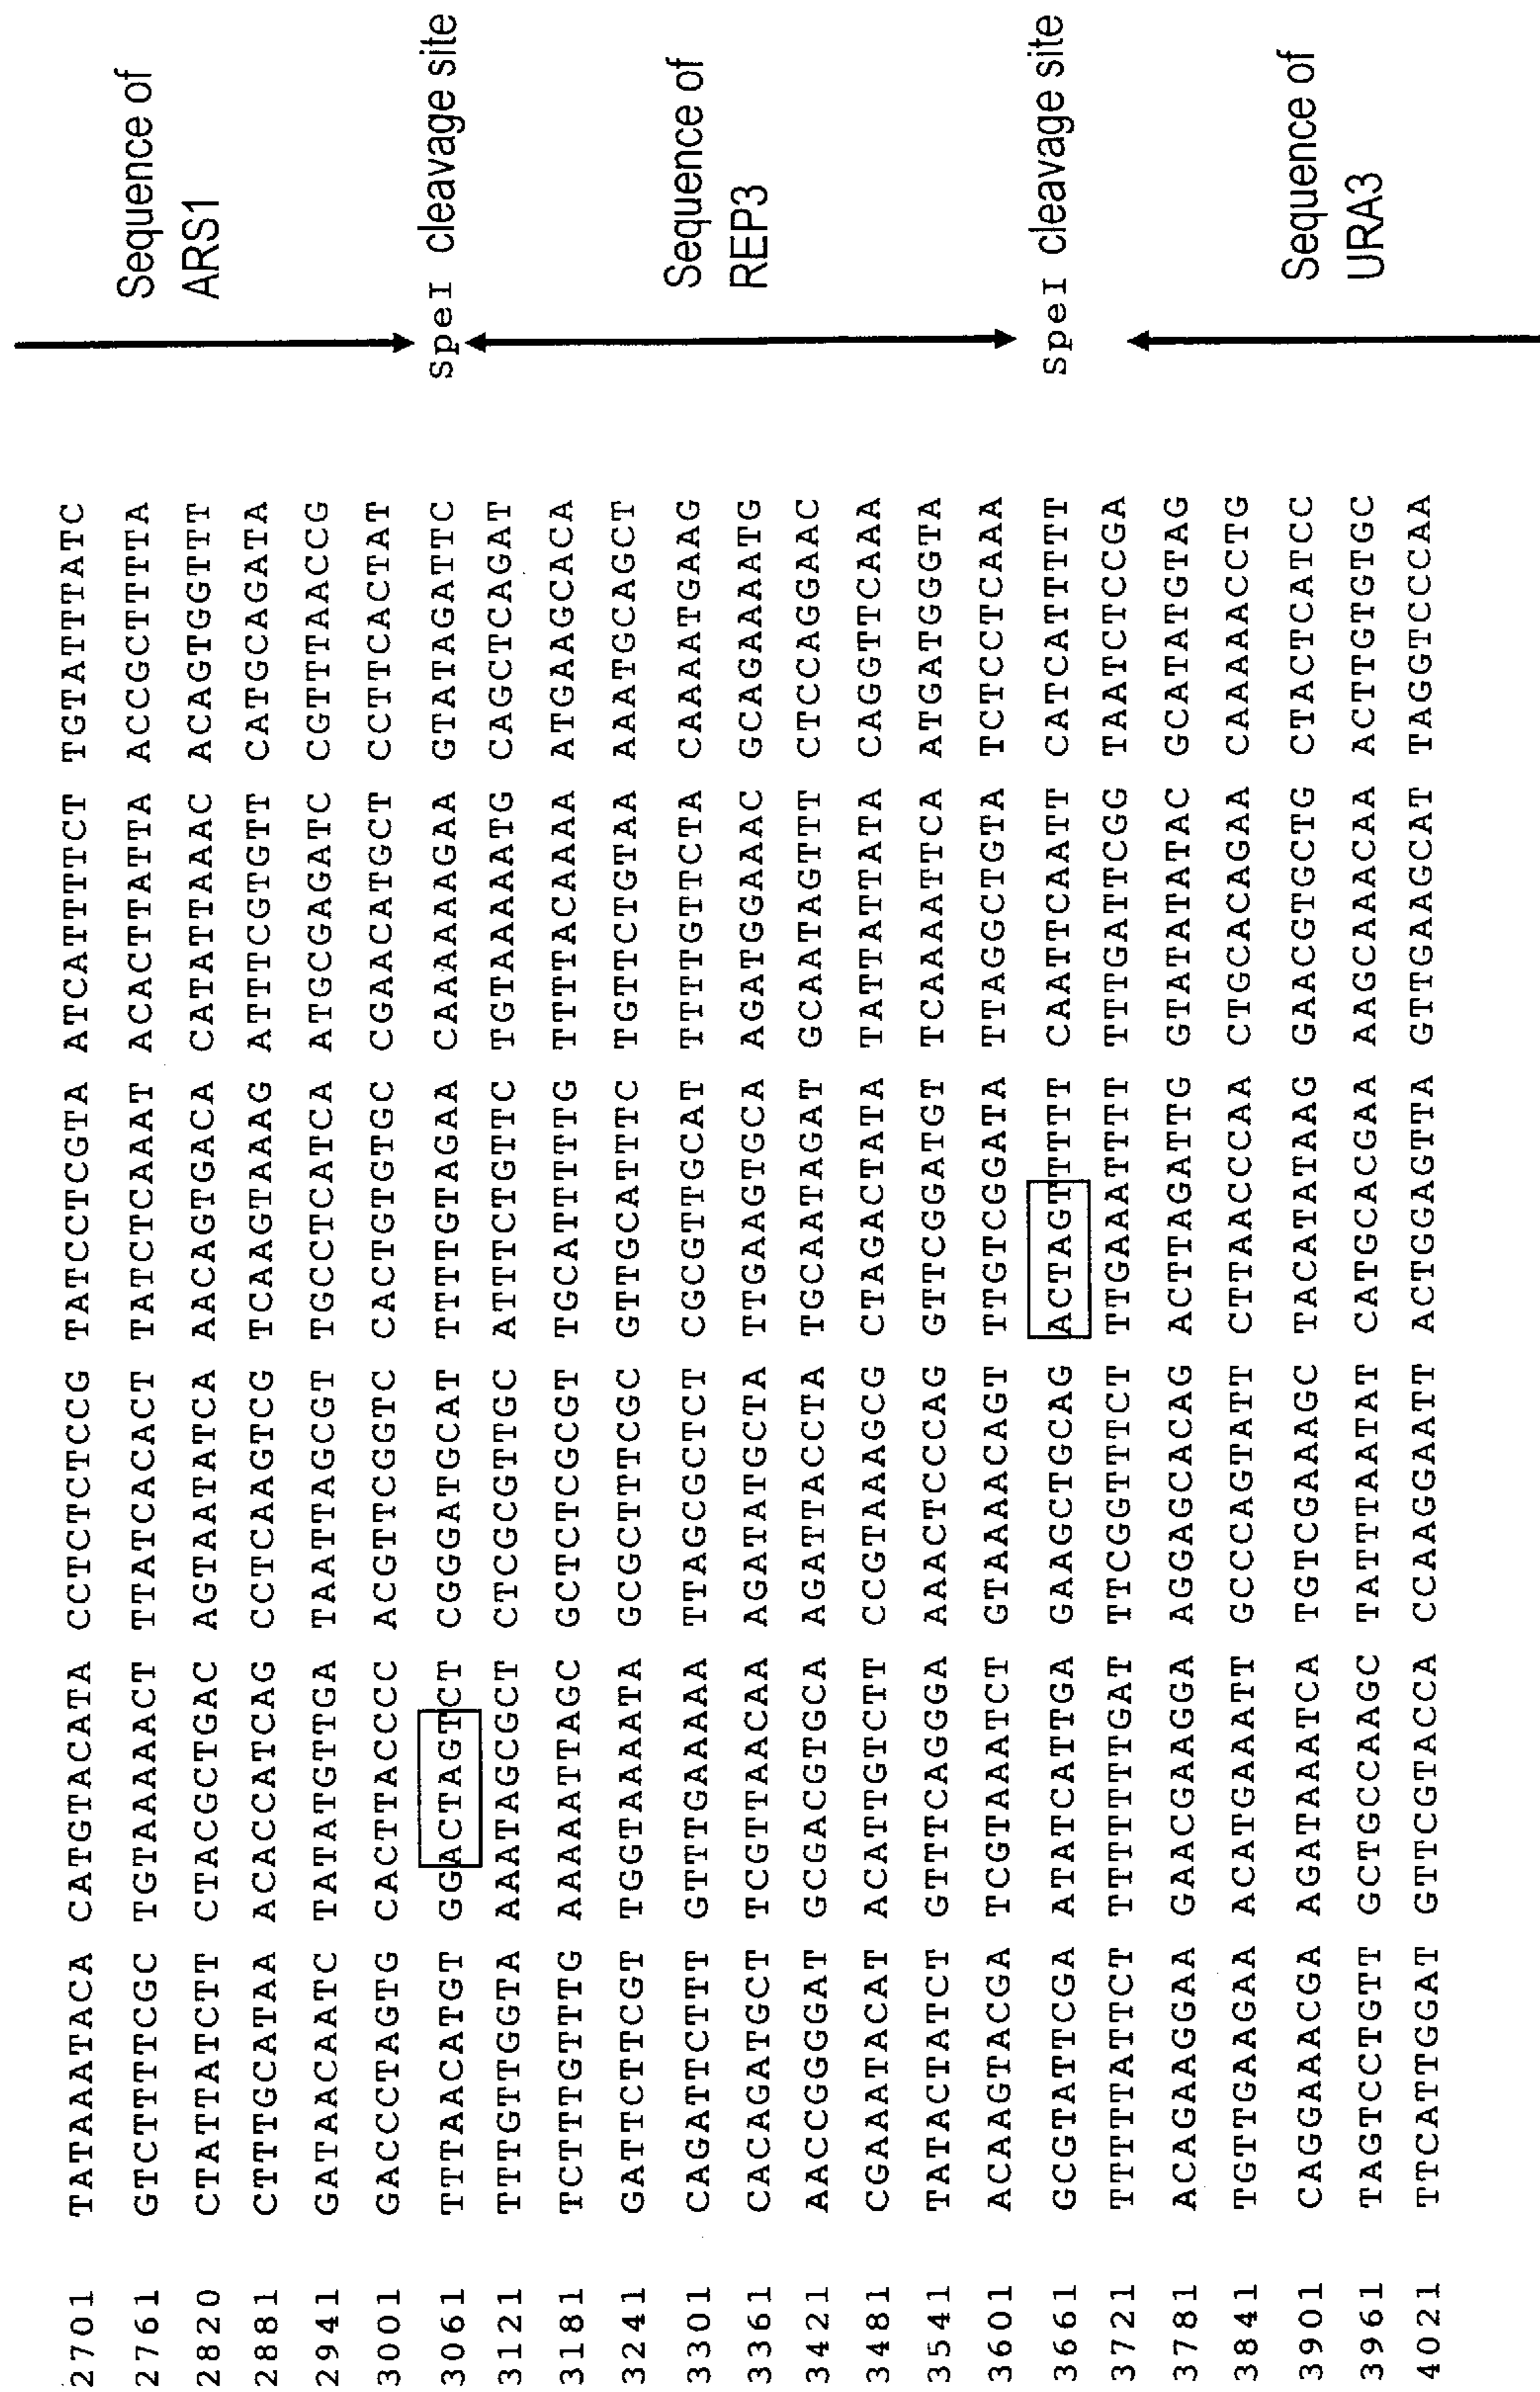 2701 TATAAATACA CATGTACATA CCTCTCTCCG TATCCTCGTA ATCATTTTCT TGTATTTATC
2761 GTCTTTTCGC TGTAAAAACT TTATCACACT TATCTCAAAT ACACTTATTA ACCGCTTTTA
2820 CTATTATCTT CTACGCTGAC AGTAATATCA AACAGTGACA CATATTAAAC ACAGTGGTTT
2881 CTTTGCATAA ACACCATCAG CCTCAAGTCG TCAAGTAAAG ATTTCGTGTT CATGCAGATA
2941 GATAACAATC TATATGTTGA TAATTAGCGT TGCCTCATCA ATGCGAGATC CGTTTAACCG
3001 GACCCTAGTG CACTTACCCC ACGTTCGGTC CACTGTGTGC CGAACATGCT CCTTCACTAT
3061 TTTAACATGT GGACTAGTCT CGGGATGCAT TTTTGTAGAA CAAAAAAGAA GTATAGATTC
3121 TTTGTTGGTA AAATAGCGCT CTCGCGTTGC ATTTCTGTTC TGTAAAAATG CAGCTCAGAT
3181 TCTTTGTTTG AAAAATTAGC GCTCTCGCGT TGCATTTTTG TTTTACAAAA ATGAAGCACA
3241 GATTCTTCGT TGGTAAAATA GCGCTTTCGC GTTGCATTTC TGTTCTGTAA AAATGCAGCT
3301 CAGATTCTTT GTTTGAAAAA TTAGCGCTCT CGCGTTGCAT TTTTGTTCTA CAAAATGAAG
3361 CACAGATGCT TCGTTAACAA AGATATGCTA TTGAAGTGCA AGATGGAAAC GCAGAAAATG
3421 AACCGGGGAT GCGACGTGCA AGATTACCTA TGCAATAGAT GCAATAGTTT CTCCAGGAAC
3481 CGAAATACAT ACATTGTCTT CCGTAAAGCG CTAGACTATA TATTATTATA CAGGTTCAAA
3541 TATACTATCT GTTTCAGGGA AAACTCCCAG GTTCGGATGT TCAAAATTCA ATGATGGGTA
3601 ACAAGTACGA TCGTAAATCT GTAAAACAGT TTGTCGGATA TTAGGCTGTA TCTCCTCAAA
3661 GCGTATTCGA ATATCATTGA GAAGCTGCAG ACTAGTTTTT CAATTCAATT CATCATTTTT
3721 TTTTTATTCT TTTTTTTGAT TTCGGTTTCT TTGAAATTTT TTTGATTCGG TAATCTCCGA
3781 ACAGAAGGAA GAACGAAGGA AGGAGCACAG ACTTAGATTG GTATATATAC GCATATGTAG
3841 TGTTGAAGAA ACATGAAATT GCCCAGTATT CTTAACCCAA CTGCACAGAA CAAAAACCTG
3901 CAGGAAACGA AGATAAATCA TGTCGAAAGC TACATATAAG GAACGTGCTG CTACTCATCC
3961 TAGTCCTGTT GCTGCCAAGC TATTTAATAT CATGCACGAA AAGCAAACAA ACTTGTGTGC
4021 TTCATTGGAT GTTCGTACCA CCAAGGAATT ACTGGAGTTA GTTGAAGCAT TAGGTCCCAA
Sequence of
ARS1
speI cleavage site
Sequence of
REP3
speI cleavage site
Sequence of
URA3